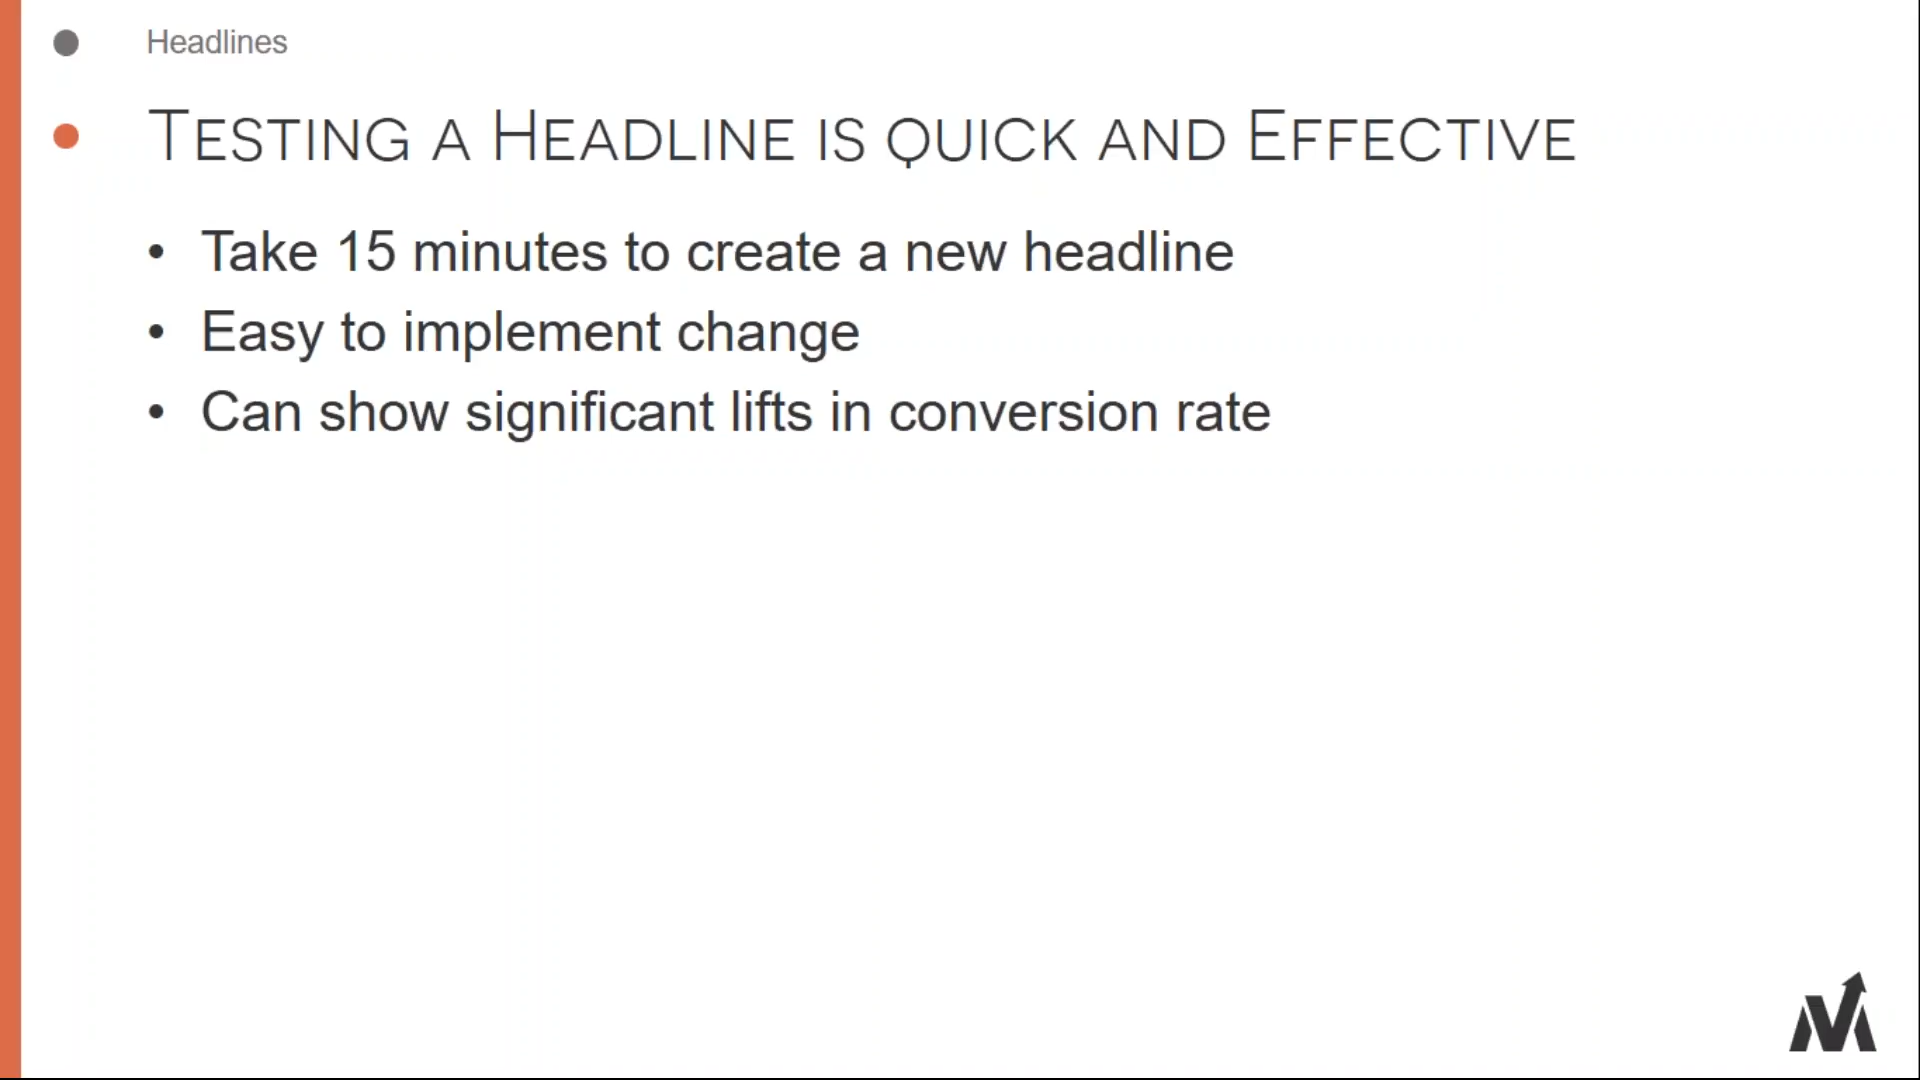 Headlines
Testing a Headline is quick and Effective
• Take 15 minutes to create a new headline
• Easy to implement change
• Can show significant lifts in conversion rate